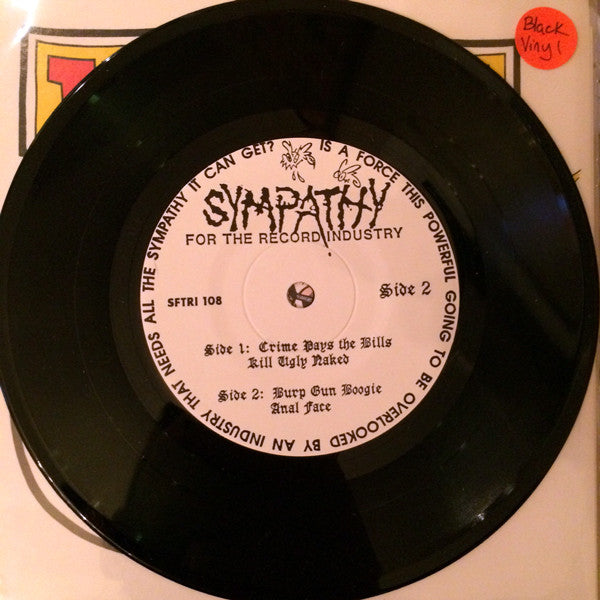 Black
Vinyl
IS A FORCE THIS POWERFUL GOING TO BE OVERLOOKED BY AN INDUSTRY THAT NEEDS ALL THE SYMPATHY IT CAN GET?
SYMPATHY
FOR THE RECORD INDUSTRY
SFTRI 108
Side 2
Side 1: Crime Pays the Bills
Kill Ugly Naked
Side 2: Burp Gun Boogie
Anal Face